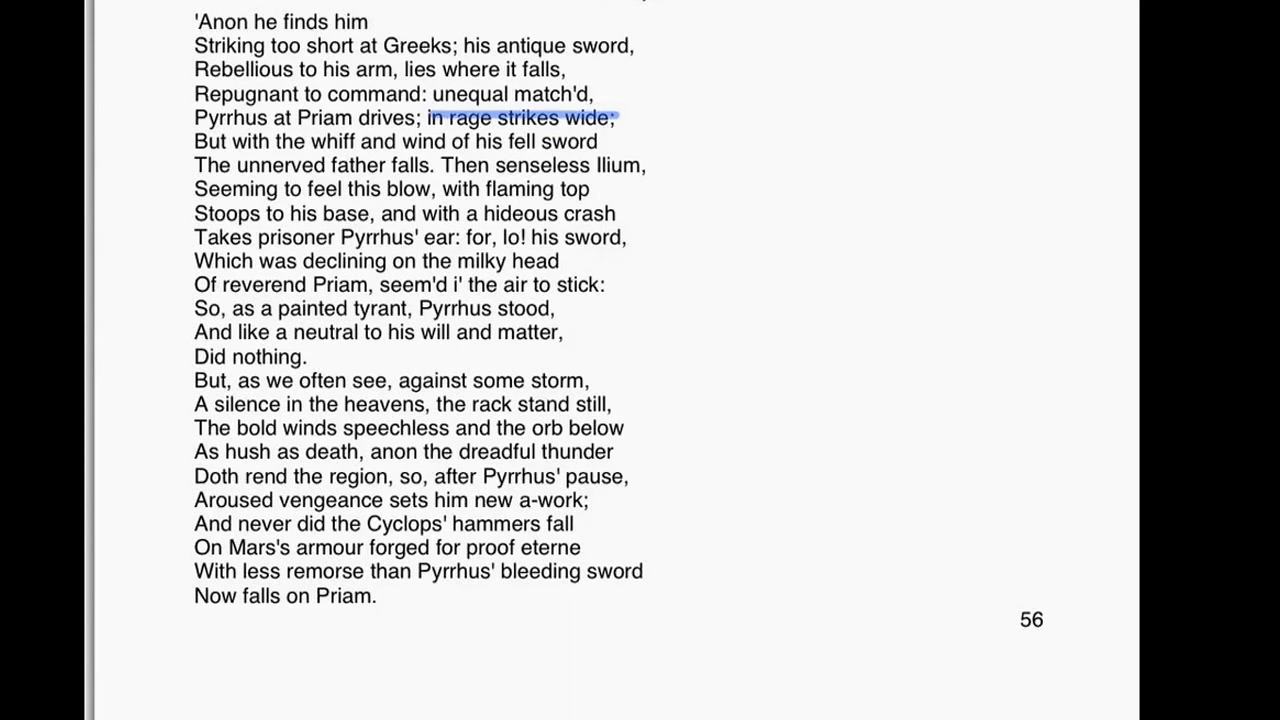 'Anon he finds him
Striking too short at Greeks; his antique sword,
Rebellious to his arm, lies where it falls,
Repugnant to command: unequal match'd,
Pyrrhus at Priam drives; in rage strikes wide;
But with the whiff and wind of his fell sword
The unnerved father falls. Then senseless Ilium,
Seeming to feel this blow, with flaming top
Stoops to his base, and with a hideous crash
Takes prisoner Pyrrhus' ear: for, lo! his sword,
Which was declining on the milky head
Of reverend Priam, seem'd i' the air to stick:
So, as a painted tyrant, Pyrrhus stood,
And like a neutral to his will and matter,
Did nothing.
But, as we often see, against some storm,
A silence in the heavens, the rack stand still,
The bold winds speechless and the orb below
As hush as death, anon the dreadful thunder
Doth rend the region, so, after Pyrrhus' pause,
Aroused vengeance sets him new a-work;
And never did the Cyclops' hammers fall
On Mars's armour forged for proof eterne
With less remorse than Pyrrhus' bleeding sword
Now falls on Priam.
56